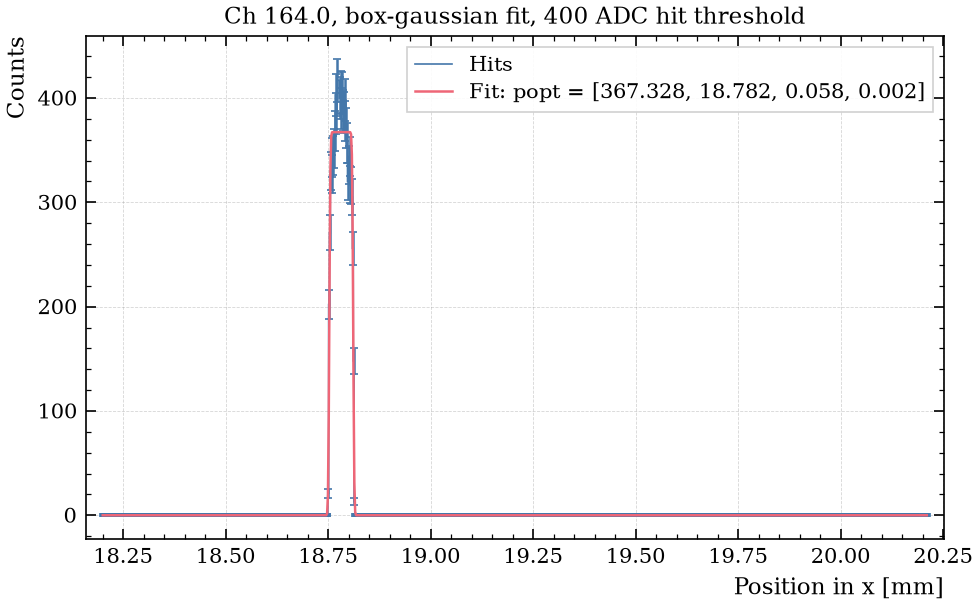 Ch 164.0, box-gaussian fit, 400 ADC hit threshold
Counts
Hits
Fit: popt = [367.328, 18.782, 0.058, 0.002]
400
300
200
100
0
18.25 18.50 18.75 19.00 19.25 19.50 19.75 20.00 20.25
Position in x [mm]